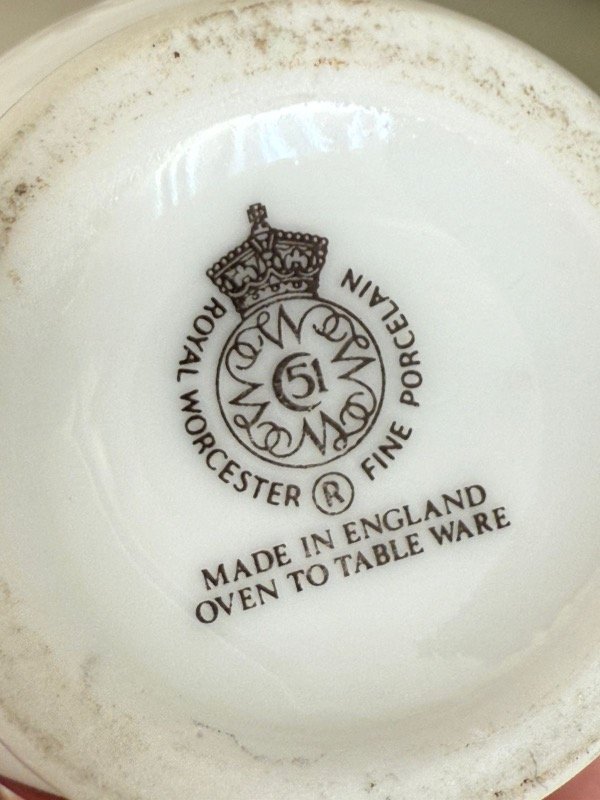 ROYAL WORCESTER ® FINE PORCELAIN
51
MADE IN ENGLAND
OVEN TO TABLE WARE